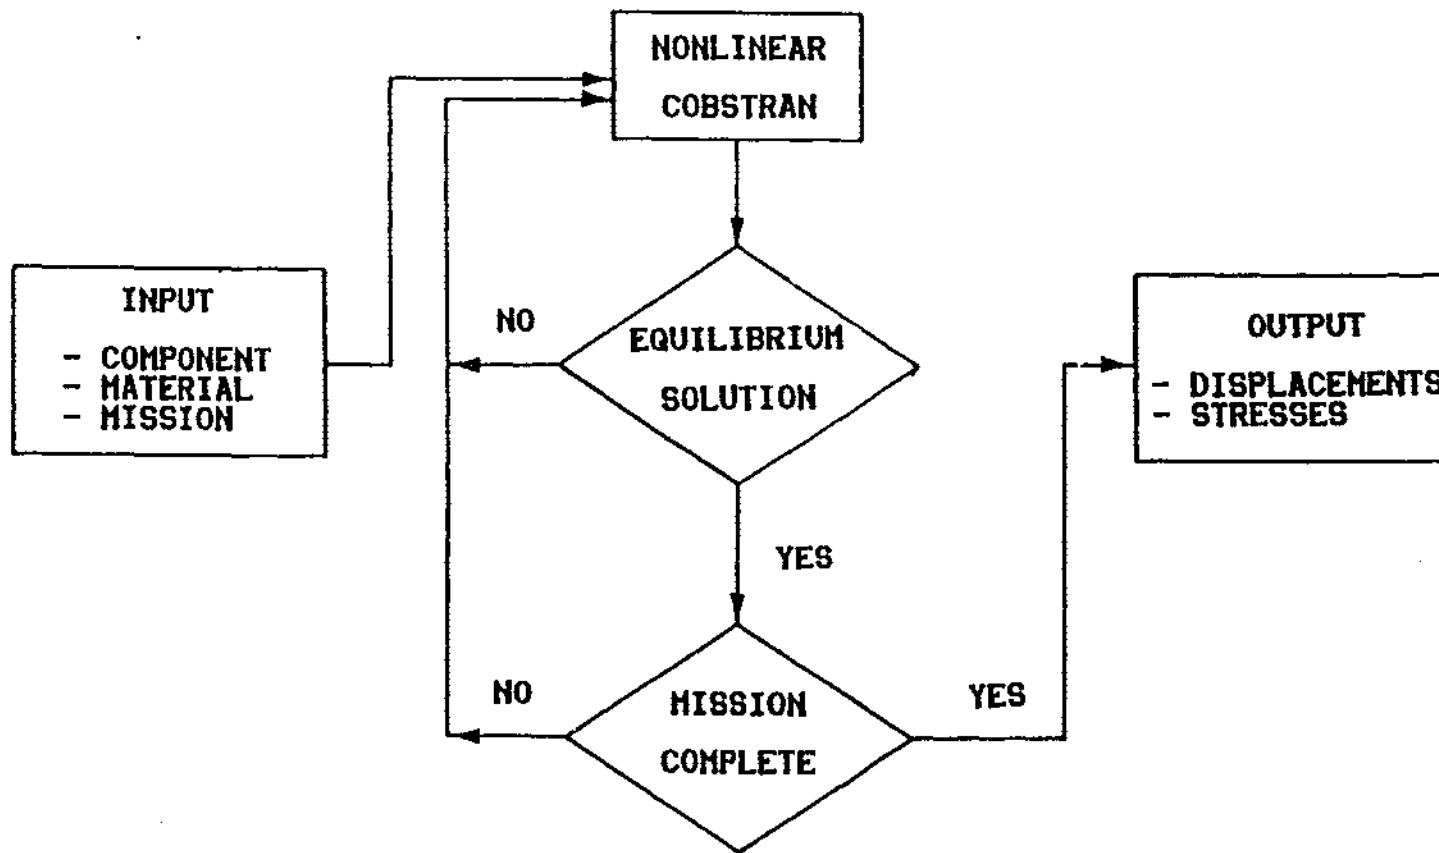 NONLINEAR
COBSTRAN
INPUT
- COMPONENT
- MATERIAL
- MISSION
NO
EQUILIBRIUM
SOLUTION
OUTPUT
- DISPLACEMENTS
- STRESSES
YES
NO
MISSION
COMPLETE
YES